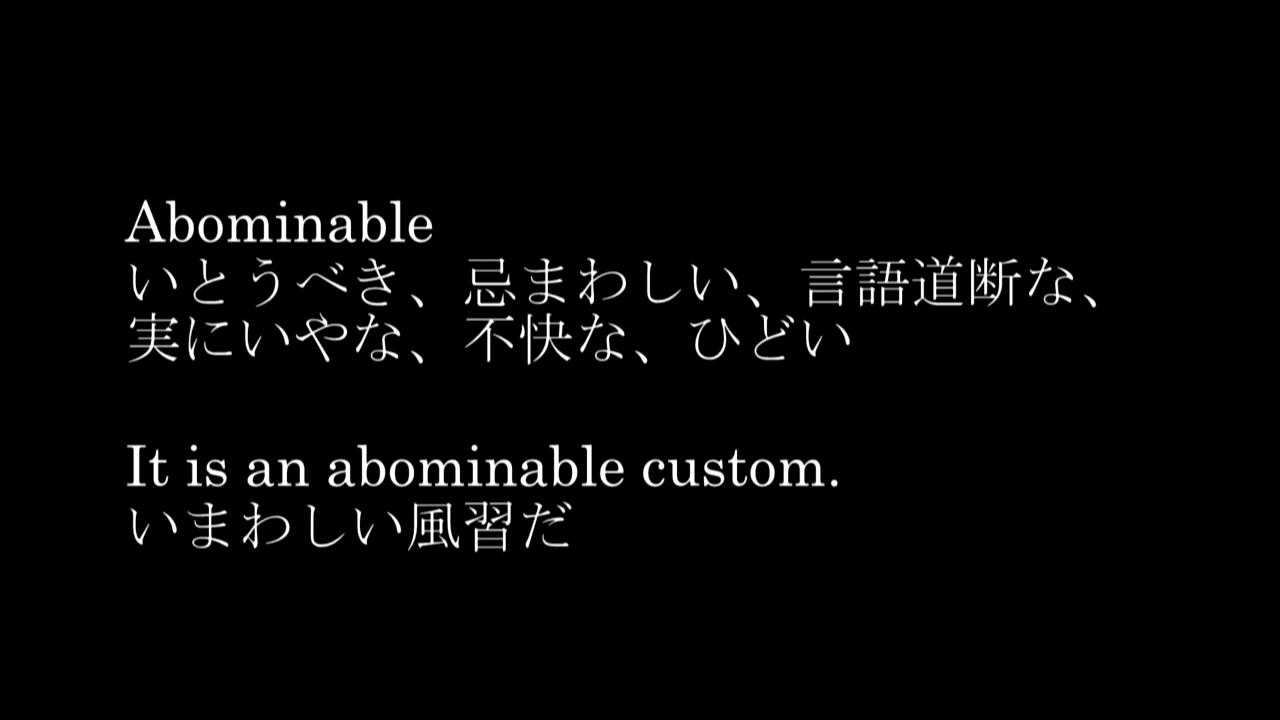 Abominable
いとうべき、忌まわしい、言語道断な、
実にいやな、不快な、ひどい
It is an abominable custom.
いまわしい風習だ